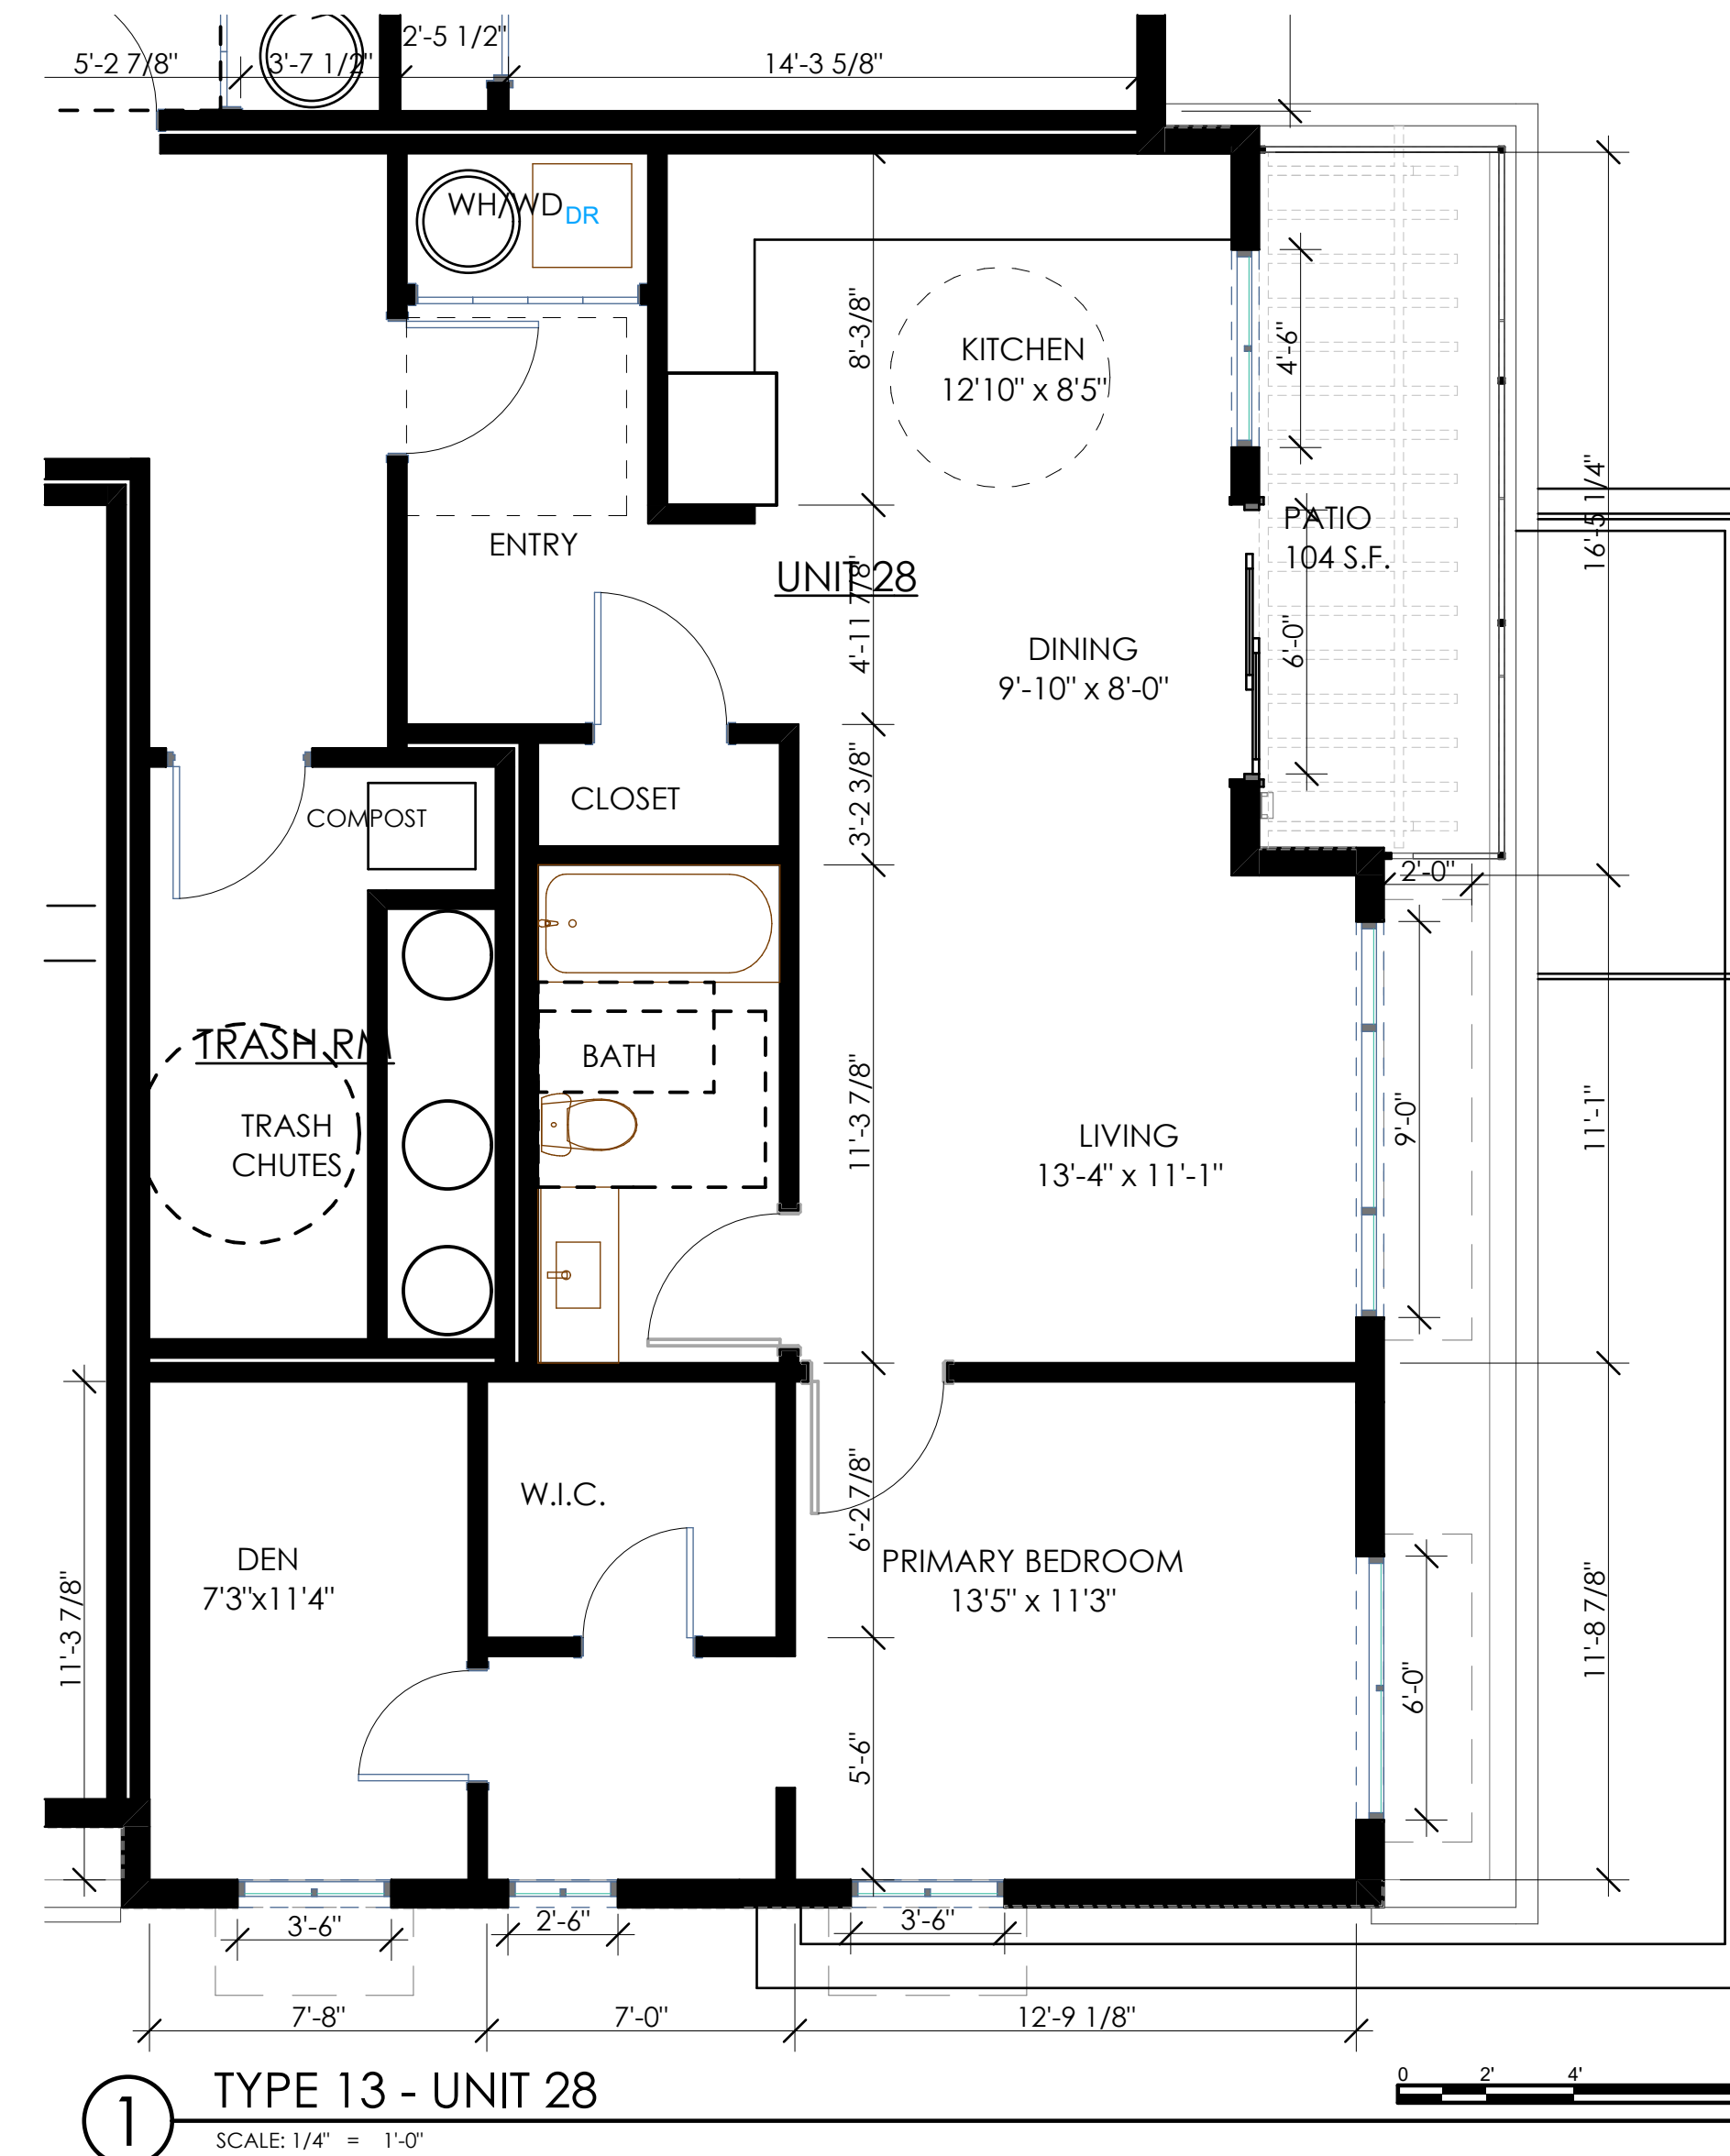 5'-2 7/8"
3'-7 1/2"
2'-5 1/2"
14'-3 5/8"
WH/WD
DR
8'-3/8"
KITCHEN
12'10" x 8'5"
4'-6"
16'-5 1/4"
PATIO
104 S.F.
ENTRY
UNIT 28
4'-11 7/8"
DINING
9'-10" x 8'-0"
6'-0"
CLOSET
3'-2 3/8"
COMPOST
2'-0"
TRASH RM
BATH
TRASH
CHUTES
11'-3 7/8"
LIVING
13'-4" x 11'-1"
9'-0"
11'-1"
W.I.C.
6'-2 7/8"
DEN
7'3"x11'4"
PRIMARY BEDROOM
13'5" x 11'3"
11'-3 7/8"
11'-8 7/8"
6'-0"
5'-6"
3'-6"
2'-6"
3'-6"
7'-8"
7'-0"
12'-9 1/8"
1
TYPE 13 - UNIT 28
SCALE: 1/4" = 1'-0"
0 2' 4'